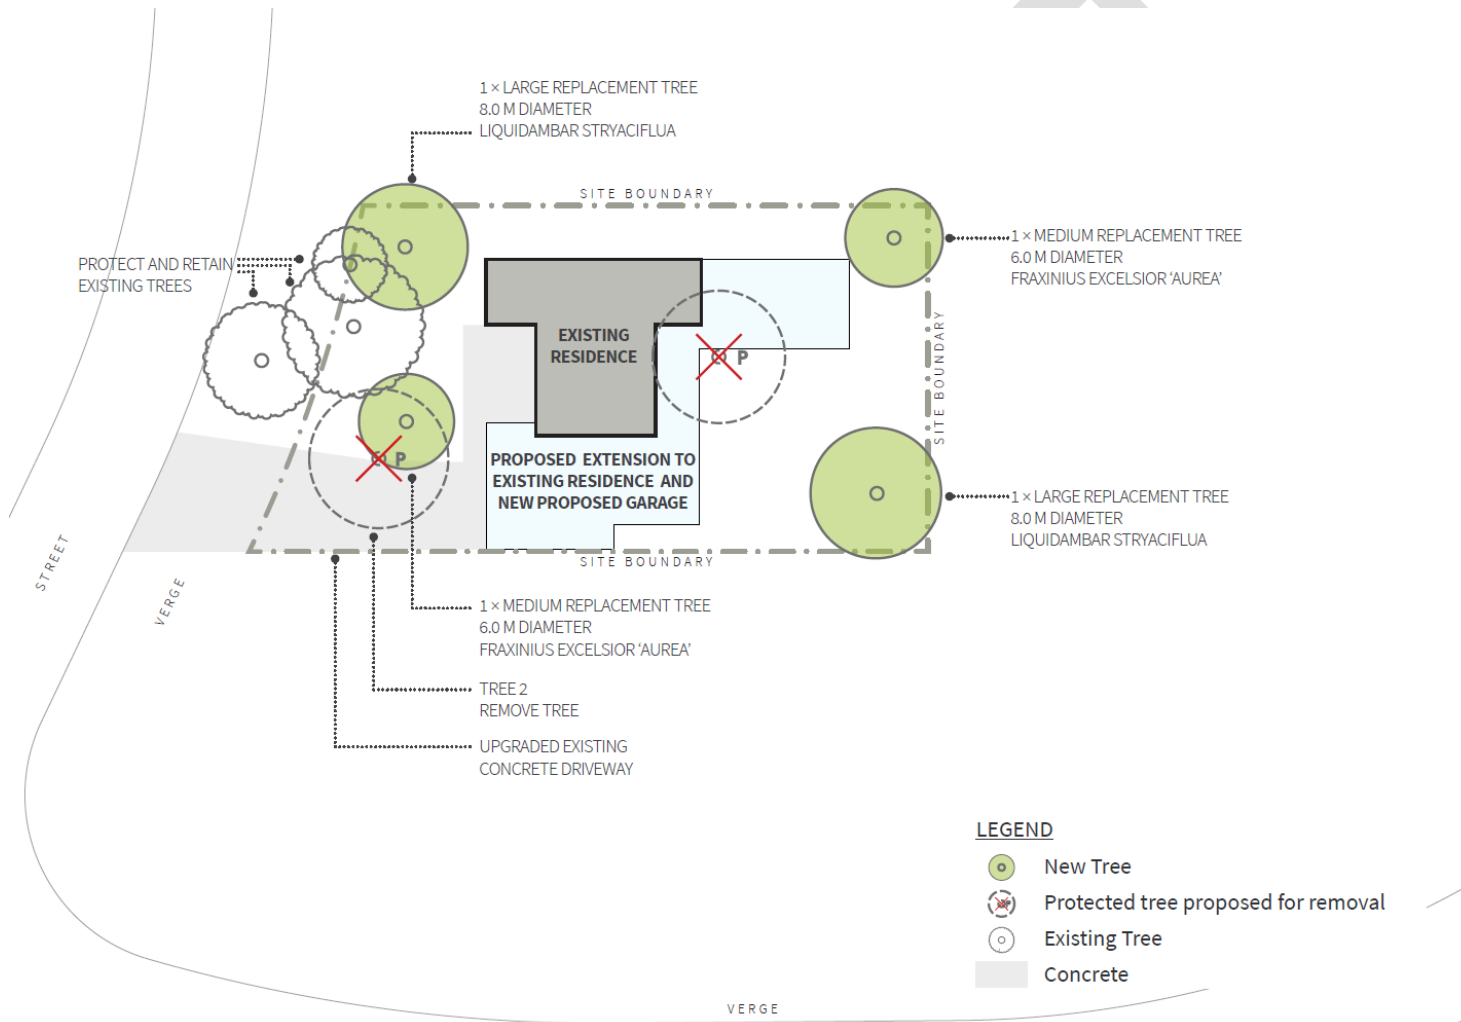 1 × LARGE REPLACEMENT TREE
8.0 M DIAMETER
LIQUIDAMBAR STRYACIFLUA
SITE BOUNDARY
1 × MEDIUM REPLACEMENT TREE
6.0 M DIAMETER
FRAXINIUS EXCELSIOR ‘AUREA’
PROTECT AND RETAIN
EXISTING TREES
EXISTING
RESIDENCE
P
SITE BOUNDARY
P
PROPOSED EXTENSION TO
EXISTING RESIDENCE AND
NEW PROPOSED GARAGE
1 × LARGE REPLACEMENT TREE
8.0 M DIAMETER
LIQUIDAMBAR STRYACIFLUA
SITE BOUNDARY
STREET
VERGE
1 × MEDIUM REPLACEMENT TREE
6.0 M DIAMETER
FRAXINIUS EXCELSIOR ‘AUREA’
TREE 2
REMOVE TREE
UPGRADED EXISTING
CONCRETE DRIVEWAY
LEGEND
New Tree
P
Protected tree proposed for removal
Existing Tree
Concrete
VERGE